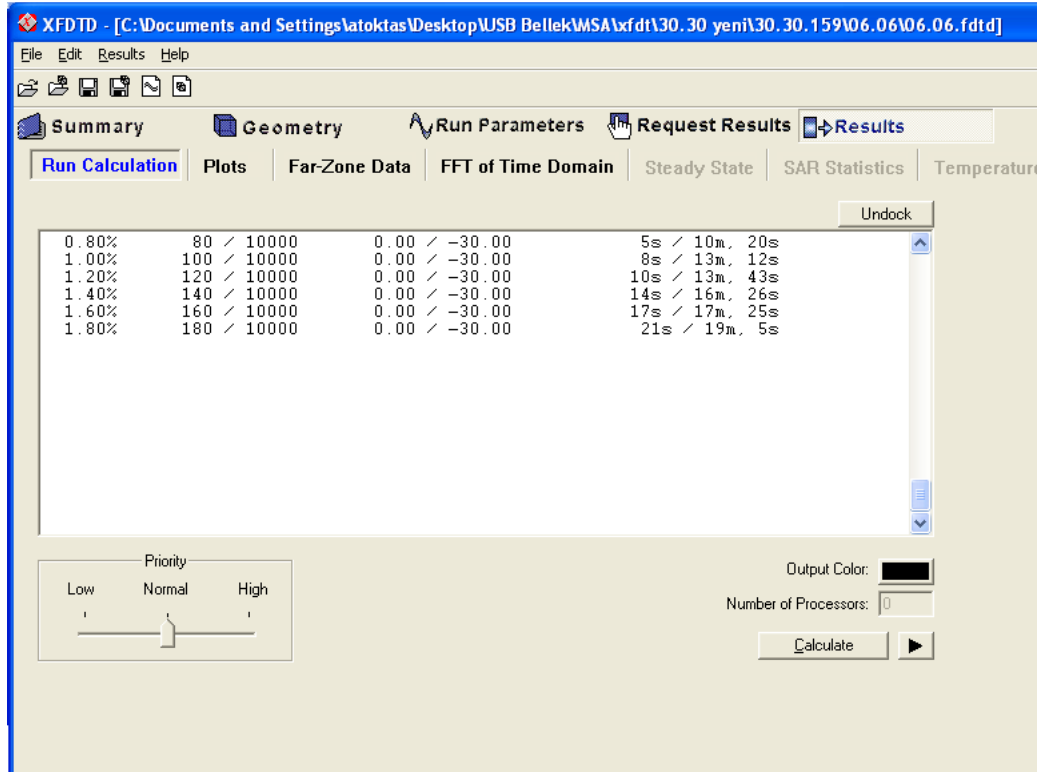 XFDTD - [C:\Documents and Settings\atoktas\Desktop\USB Bellek\MSA\xfdt\30.30 yeni\30.30.159\06.06\06.06.fdtd]
File Edit Results Help
Summary Geometry Run Parameters Request Results Results
Run Calculation Plots Far-Zone Data FFT of Time Domain Steady State SAR Statistics Temperature
Undock
0.80% 80 / 10000 0.00 / -30.00 5s / 10m, 20s
1.00% 100 / 10000 0.00 / -30.00 8s / 13m, 12s
1.20% 120 / 10000 0.00 / -30.00 10s / 13m, 43s
1.40% 140 / 10000 0.00 / -30.00 14s / 16m, 26s
1.60% 160 / 10000 0.00 / -30.00 17s / 17m, 25s
1.80% 180 / 10000 0.00 / -30.00 21s / 19m, 5s
Priority
Low Normal High
Output Color:
Number of Processors: 0
Calculate